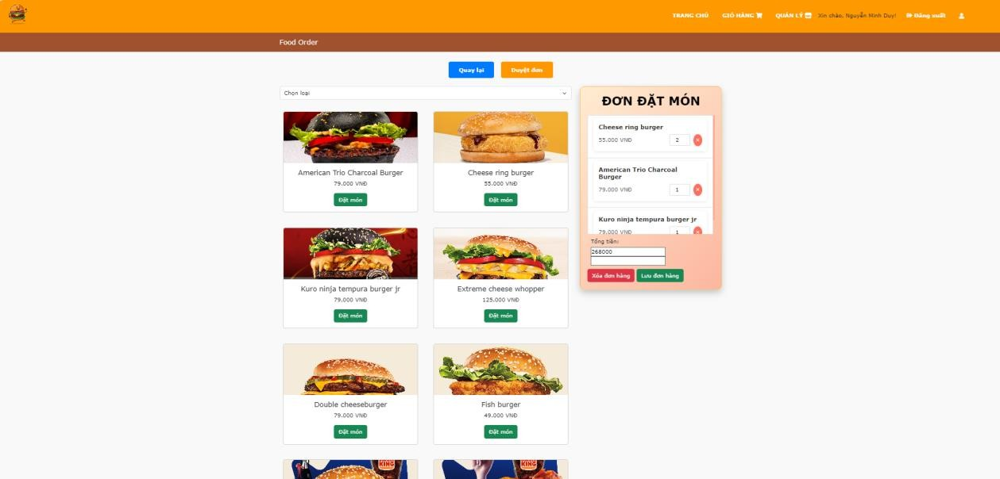 TRANG CHỦ GIỎ HÀNG QUẢN LÝ Xin chào, Nguyễn Minh Duy! Đăng xuất
Food Order
Quay lại Duyệt đơn
Chọn loại
American Trio Charcoal Burger
79.000 VNĐ
Đặt món
Cheese ring burger
55.000 VNĐ
Đặt món
Kuro ninja tempura burger jr
79.000 VNĐ
Đặt món
Extreme cheese whopper
125.000 VNĐ
Đặt món
Double cheeseburger
79.000 VNĐ
Đặt món
Fish burger
49.000 VNĐ
Đặt món
KING
KING
ĐƠN ĐẶT MÓN
Cheese ring burger
55.000 VNĐ 2
American Trio Charcoal
Burger
79.000 VNĐ 1
Kuro ninja tempura burger jr
79.000 VNĐ 1
Tổng tiền:
268000
Xóa đơn hàng Lưu đơn hàng